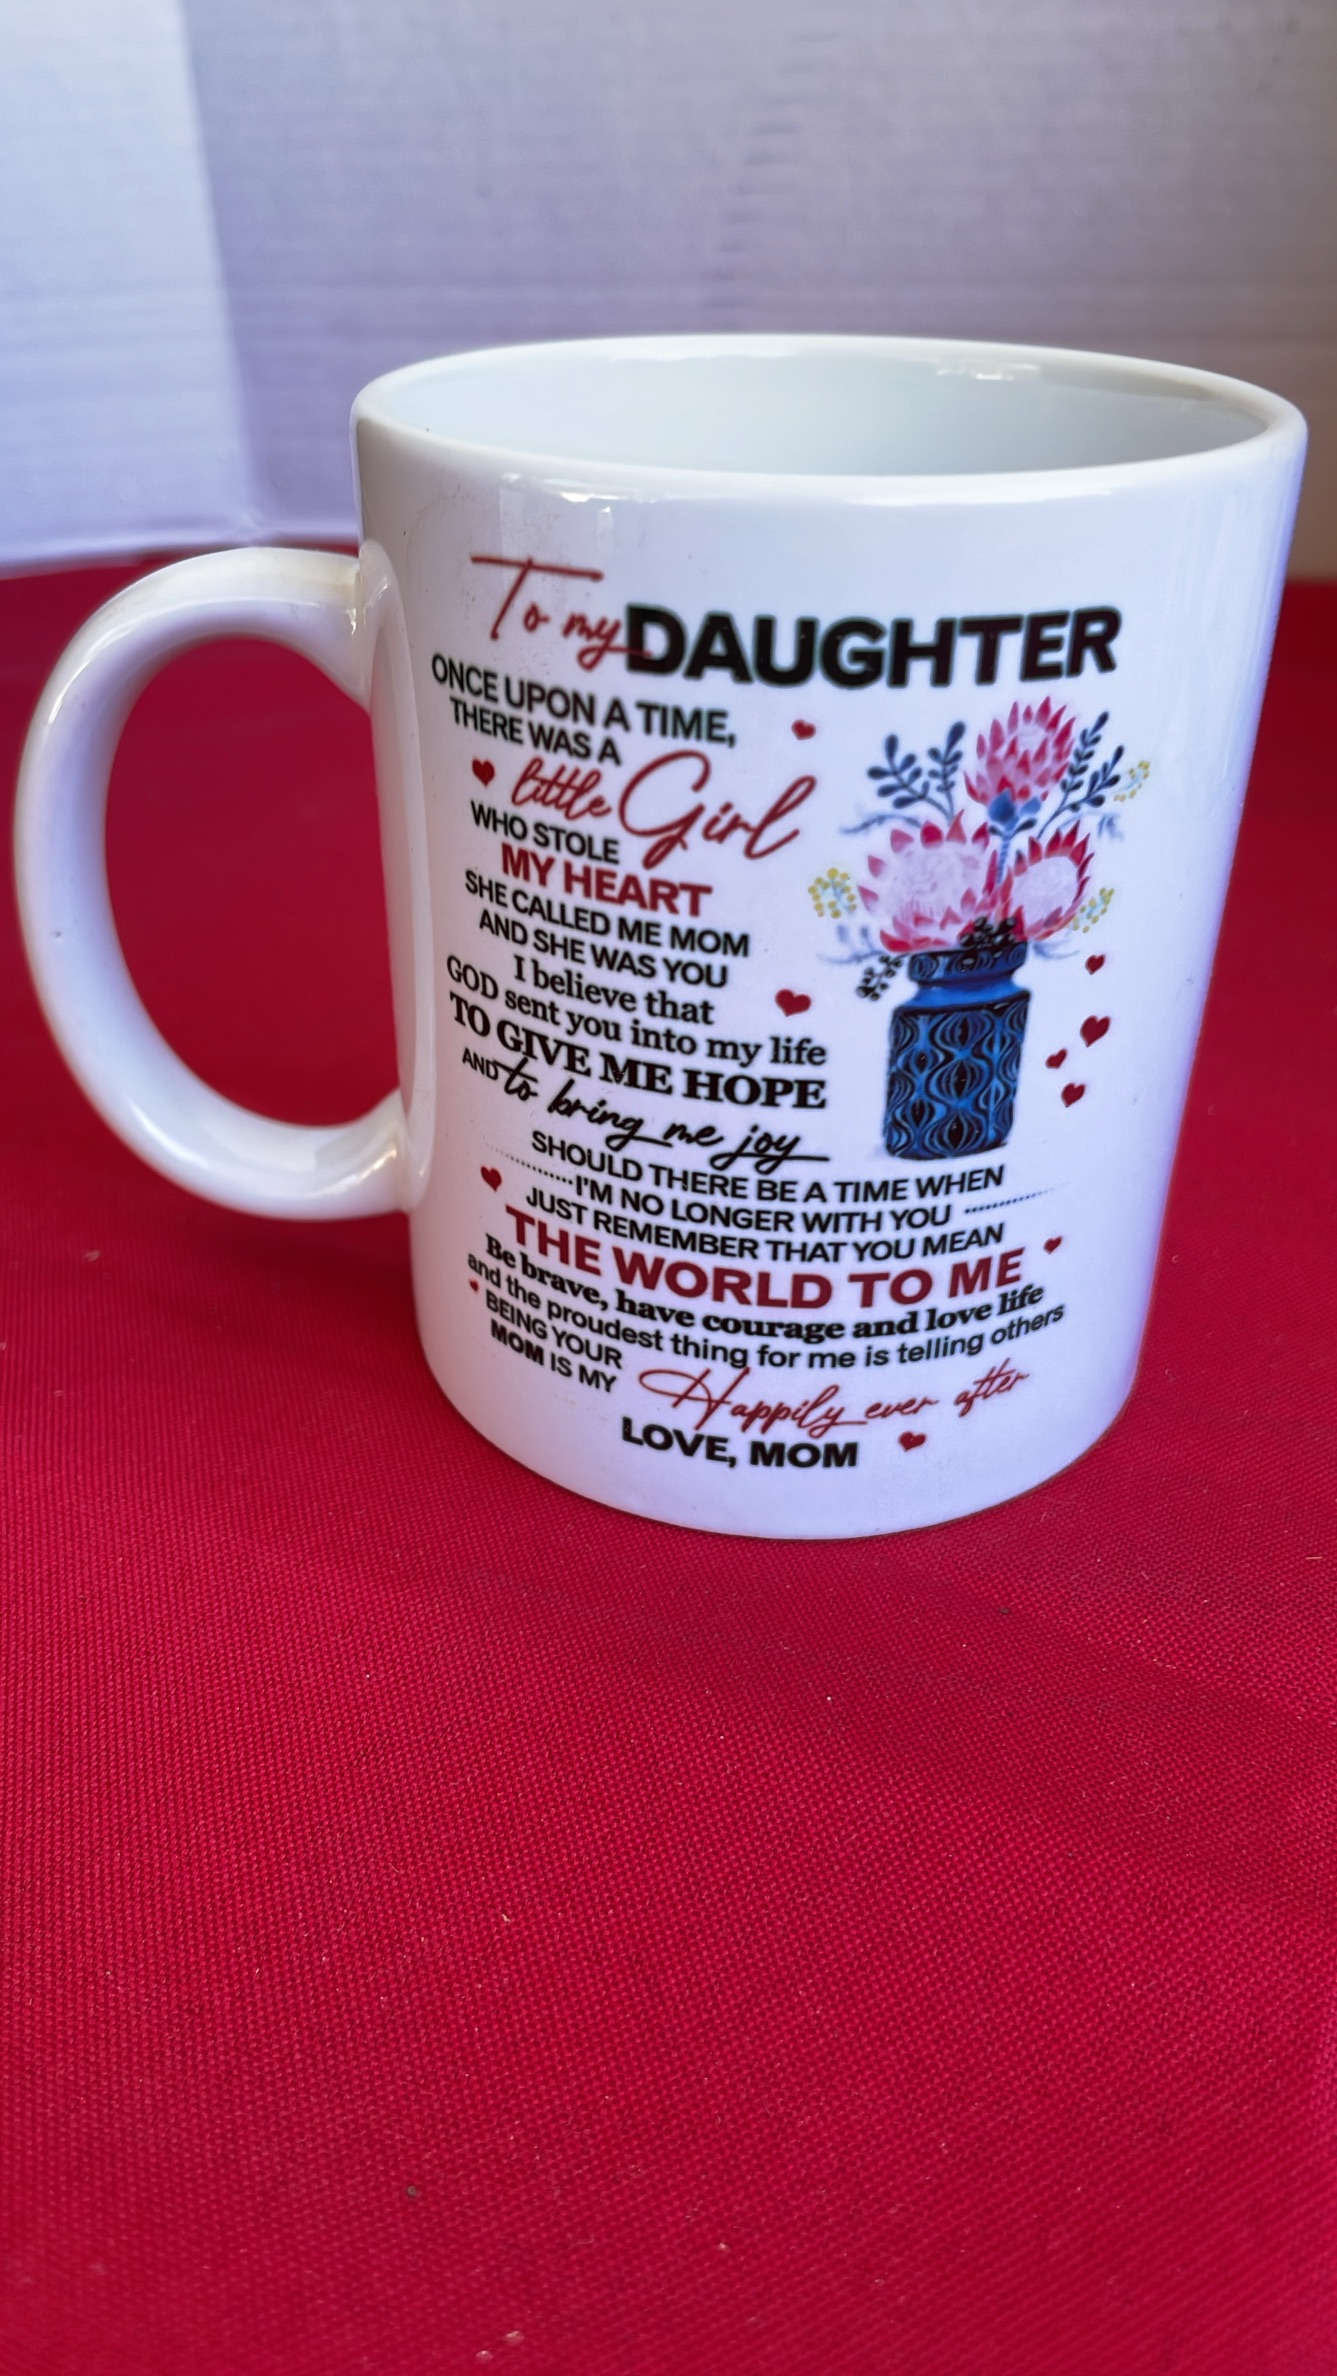 To my DAUGHTER
ONCE UPON A TIME,
THERE WAS A
little Girl
WHO STOLE
MY HEART
SHE CALLED ME MOM
AND SHE WAS YOU
I believe that
GOD sent you into my life
TO GIVE ME HOPE
AND to bring me joy
SHOULD THERE BE A TIME WHEN
I'M NO LONGER WITH YOU
JUST REMEMBER THAT YOU MEAN
THE WORLD TO ME
Be brave, have courage and love life
and the proudest thing for me is telling others
BEING YOUR
MOM IS MY Happily ever after
LOVE, MOM